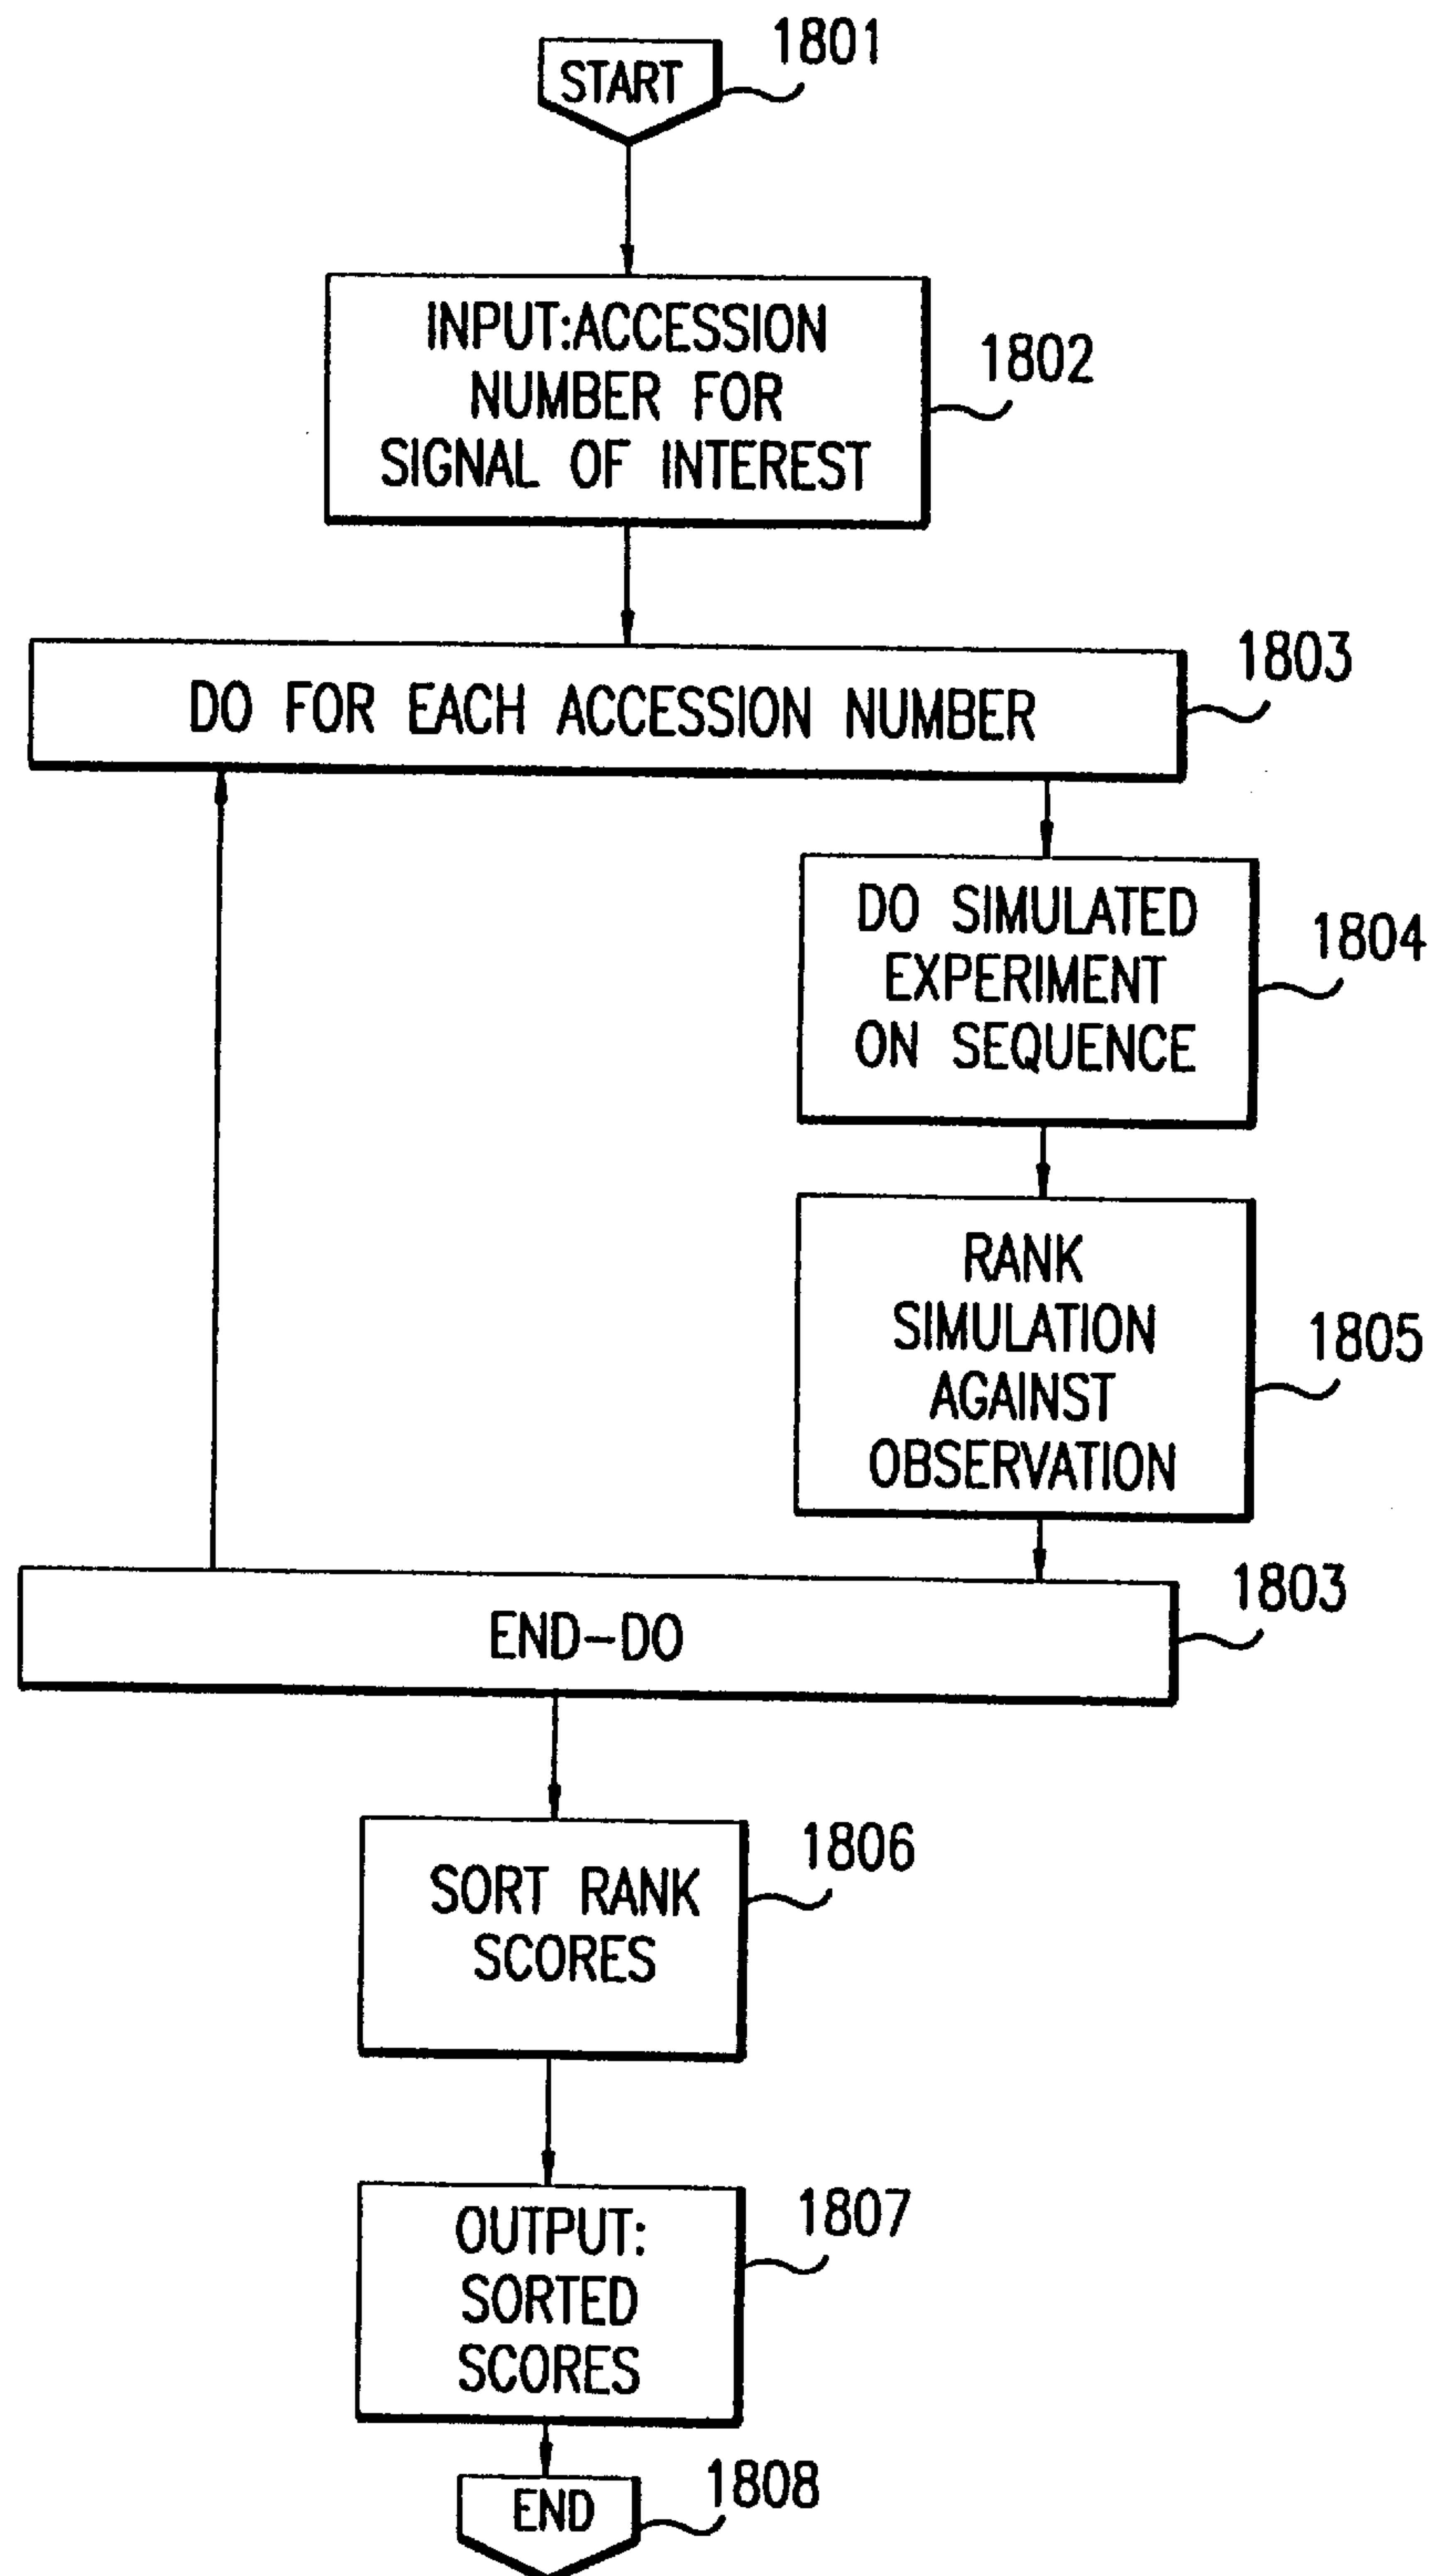 START
1801
INPUT:ACCESSION
NUMBER FOR
SIGNAL OF INTEREST
1802
DO FOR EACH ACCESSION NUMBER
1803
DO SIMULATED
EXPERIMENT
ON SEQUENCE
1804
RANK
SIMULATION
AGAINST
OBSERVATION
1805
END-DO
1803
SORT RANK
SCORES
1806
OUTPUT:
SORTED
SCORES
1807
END
1808